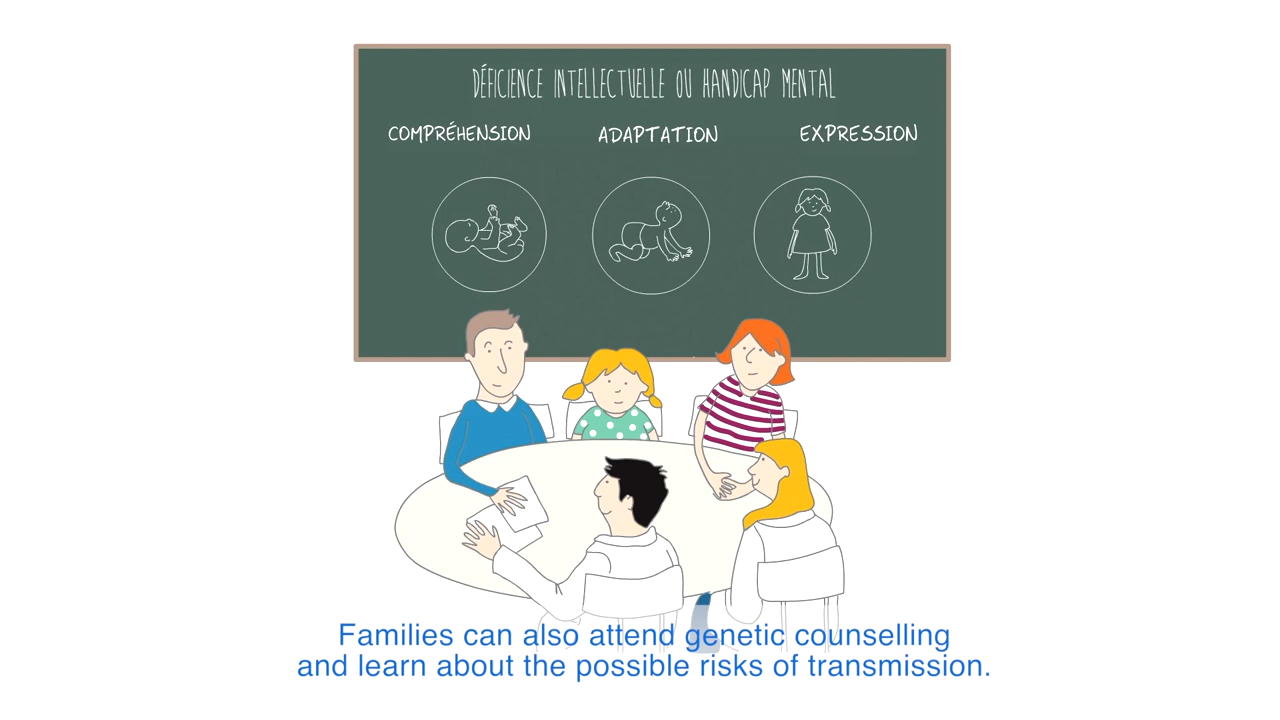 DÉFICIENCE INTELLECTUELLE OU HANDICAP MENTAL
COMPRÉHENSION ADAPTATION EXPRESSION
Families can also attend genetic counselling
and learn about the possible risks of transmission.